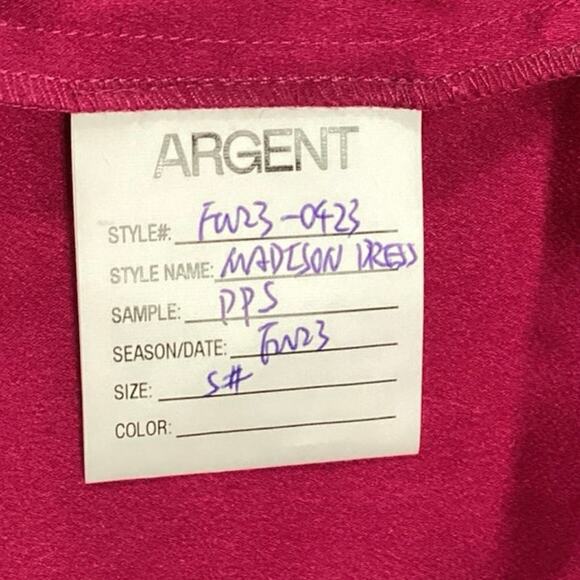 ARGENT
STYLE#: FW23-0423
STYLE NAME: MADISON DRESS
SAMPLE: PPS
SEASON/DATE: FW23
SIZE: S#
COLOR: